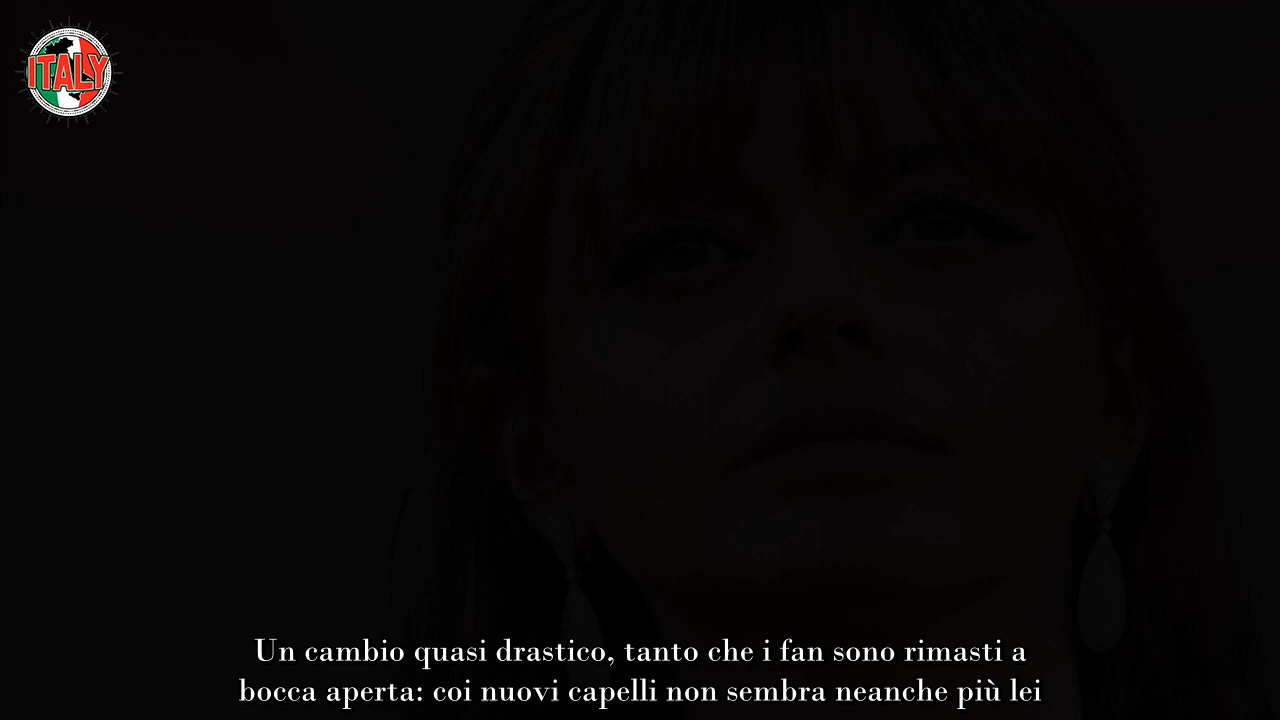 ITALY
Un cambio quasi drastico, tanto che i fan sono rimasti a
bocca aperta: coi nuovi capelli non sembra neanche più lei